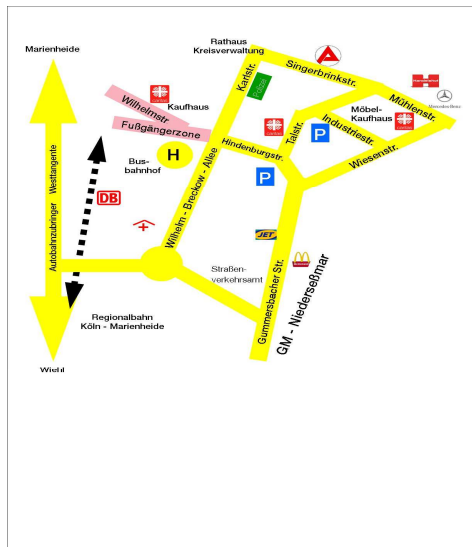 Rathaus
Kreisverwaltung
Marienheide
Singerbrinkstr.
Karlstr.
Wilhelmstr
Kaufhaus
Fußgängerzone
Möbel-
Kaufhaus
Mühlenstr.
Mercedes-Benz
Talstr.
Industriestr.
P
Hindenburgstr.
Wiesenstr.
H
Bus-
bahnhof
P
DB
Wilhelm - Breckow - Allee
Autobahnzubringer Westtangente
JET
Straßen-
verkehrsamt
Gummersbacher Str.
GM - Niederseßmar
Regionalbahn
Köln - Marienheide
Wiehl